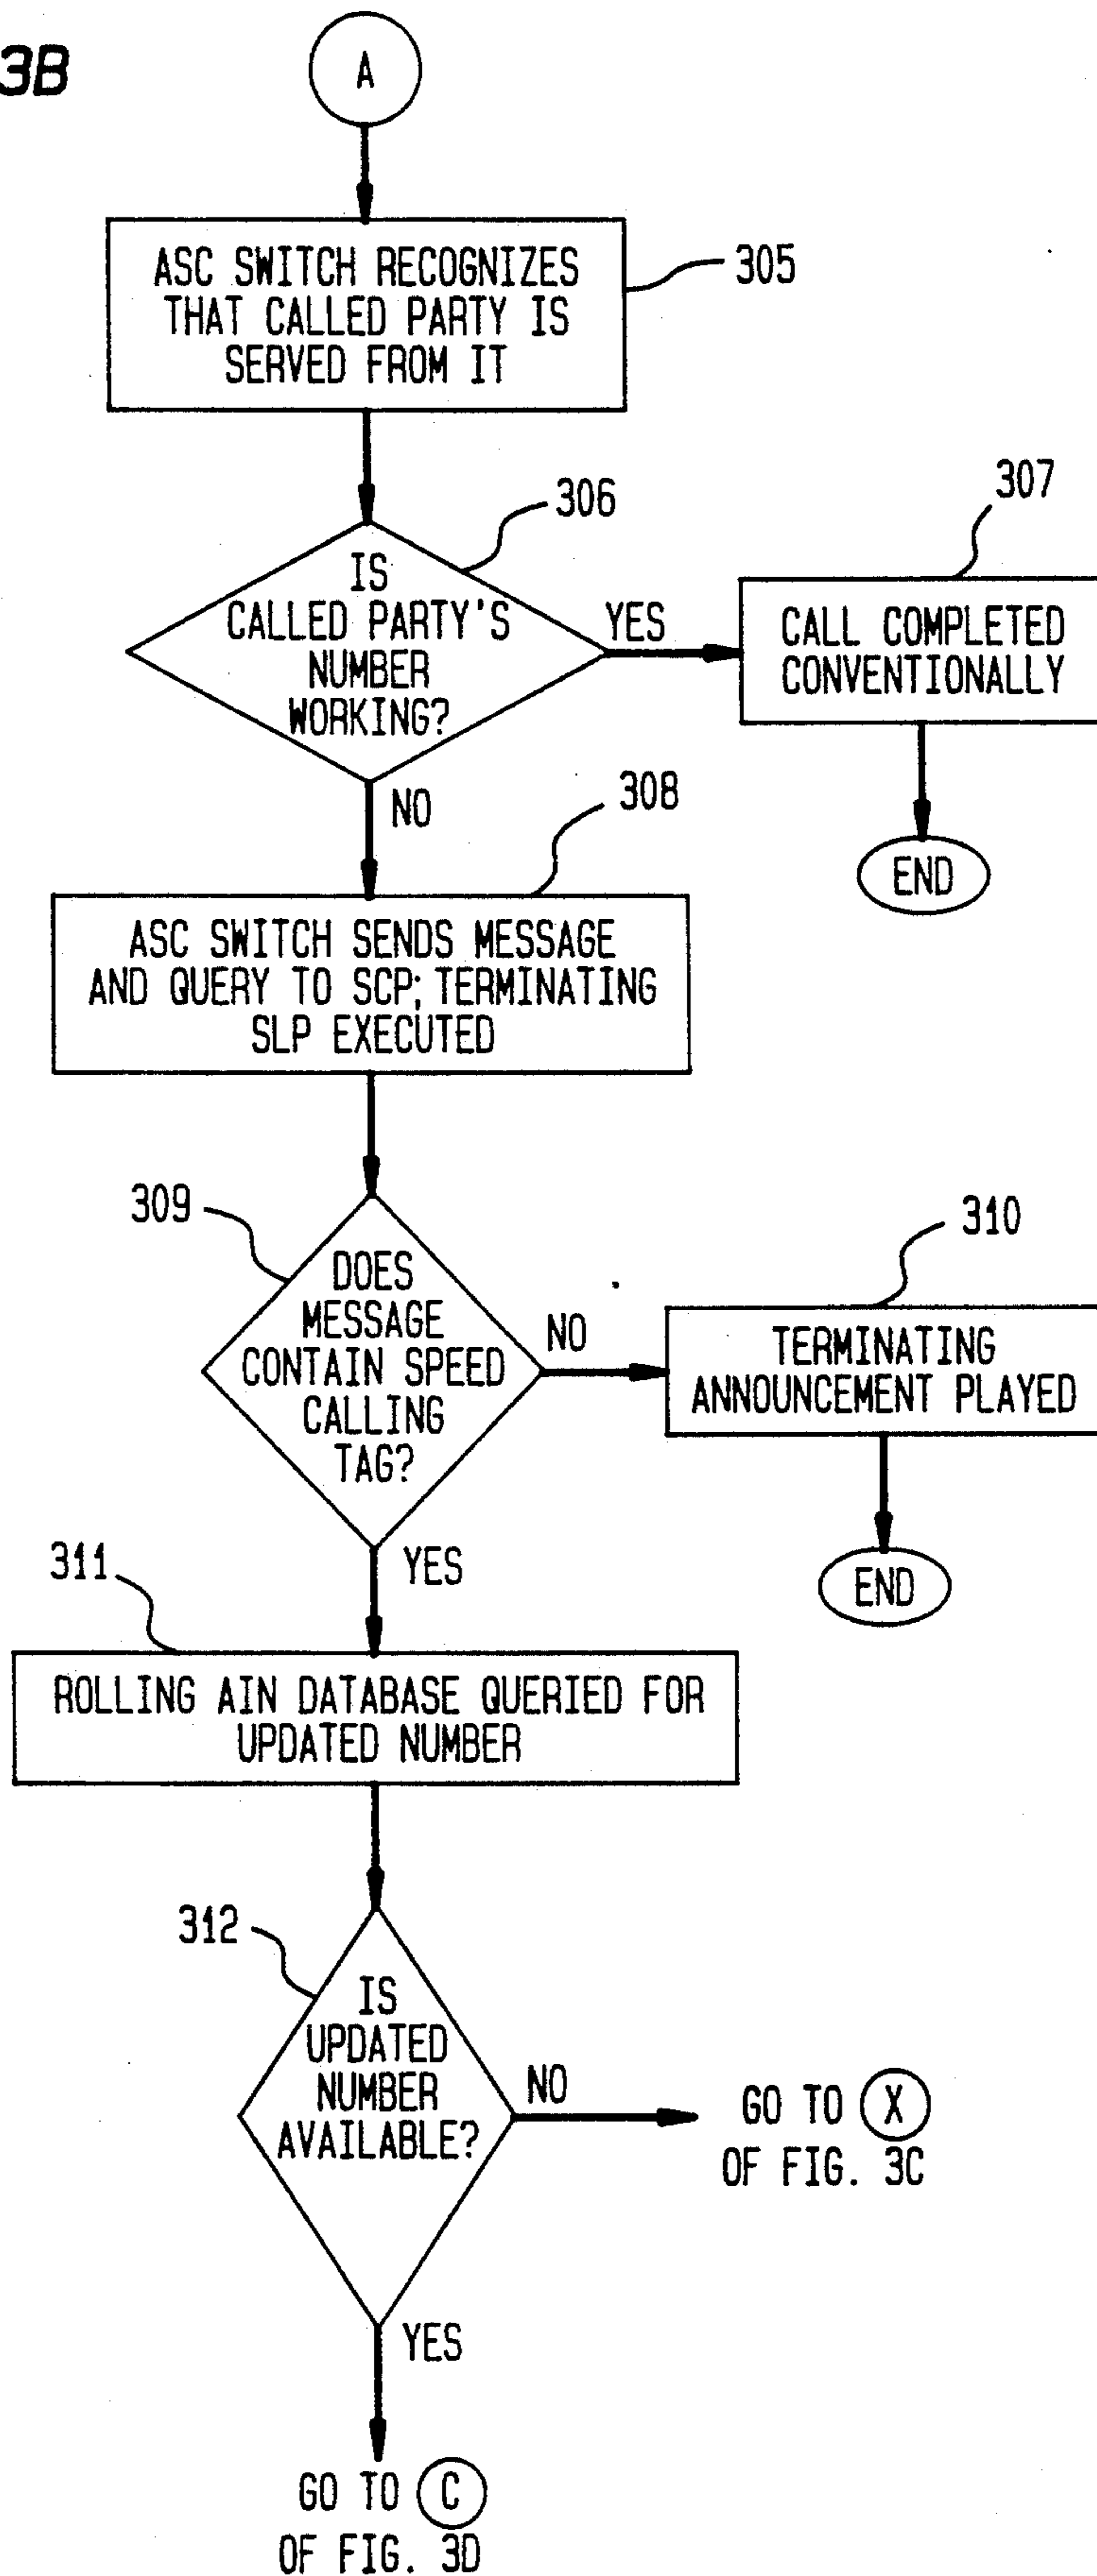 3B
A
ASC SWITCH RECOGNIZES
THAT CALLED PARTY IS
SERVED FROM IT
305
306
IS
CALLED PARTY'S
NUMBER
WORKING?
YES
307
CALL COMPLETED
CONVENTIONALLY
END
NO
308
ASC SWITCH SENDS MESSAGE
AND QUERY TO SCP; TERMINATING
SLP EXECUTED
309
DOES
MESSAGE
CONTAIN SPEED
CALLING
TAG?
NO
310
TERMINATING
ANNOUNCEMENT PLAYED
END
YES
311
ROLLING AIN DATABASE QUERIED FOR
UPDATED NUMBER
312
IS
UPDATED
NUMBER
AVAILABLE?
NO
GO TO X
OF FIG. 3C
YES
GO TO C
OF FIG. 3D